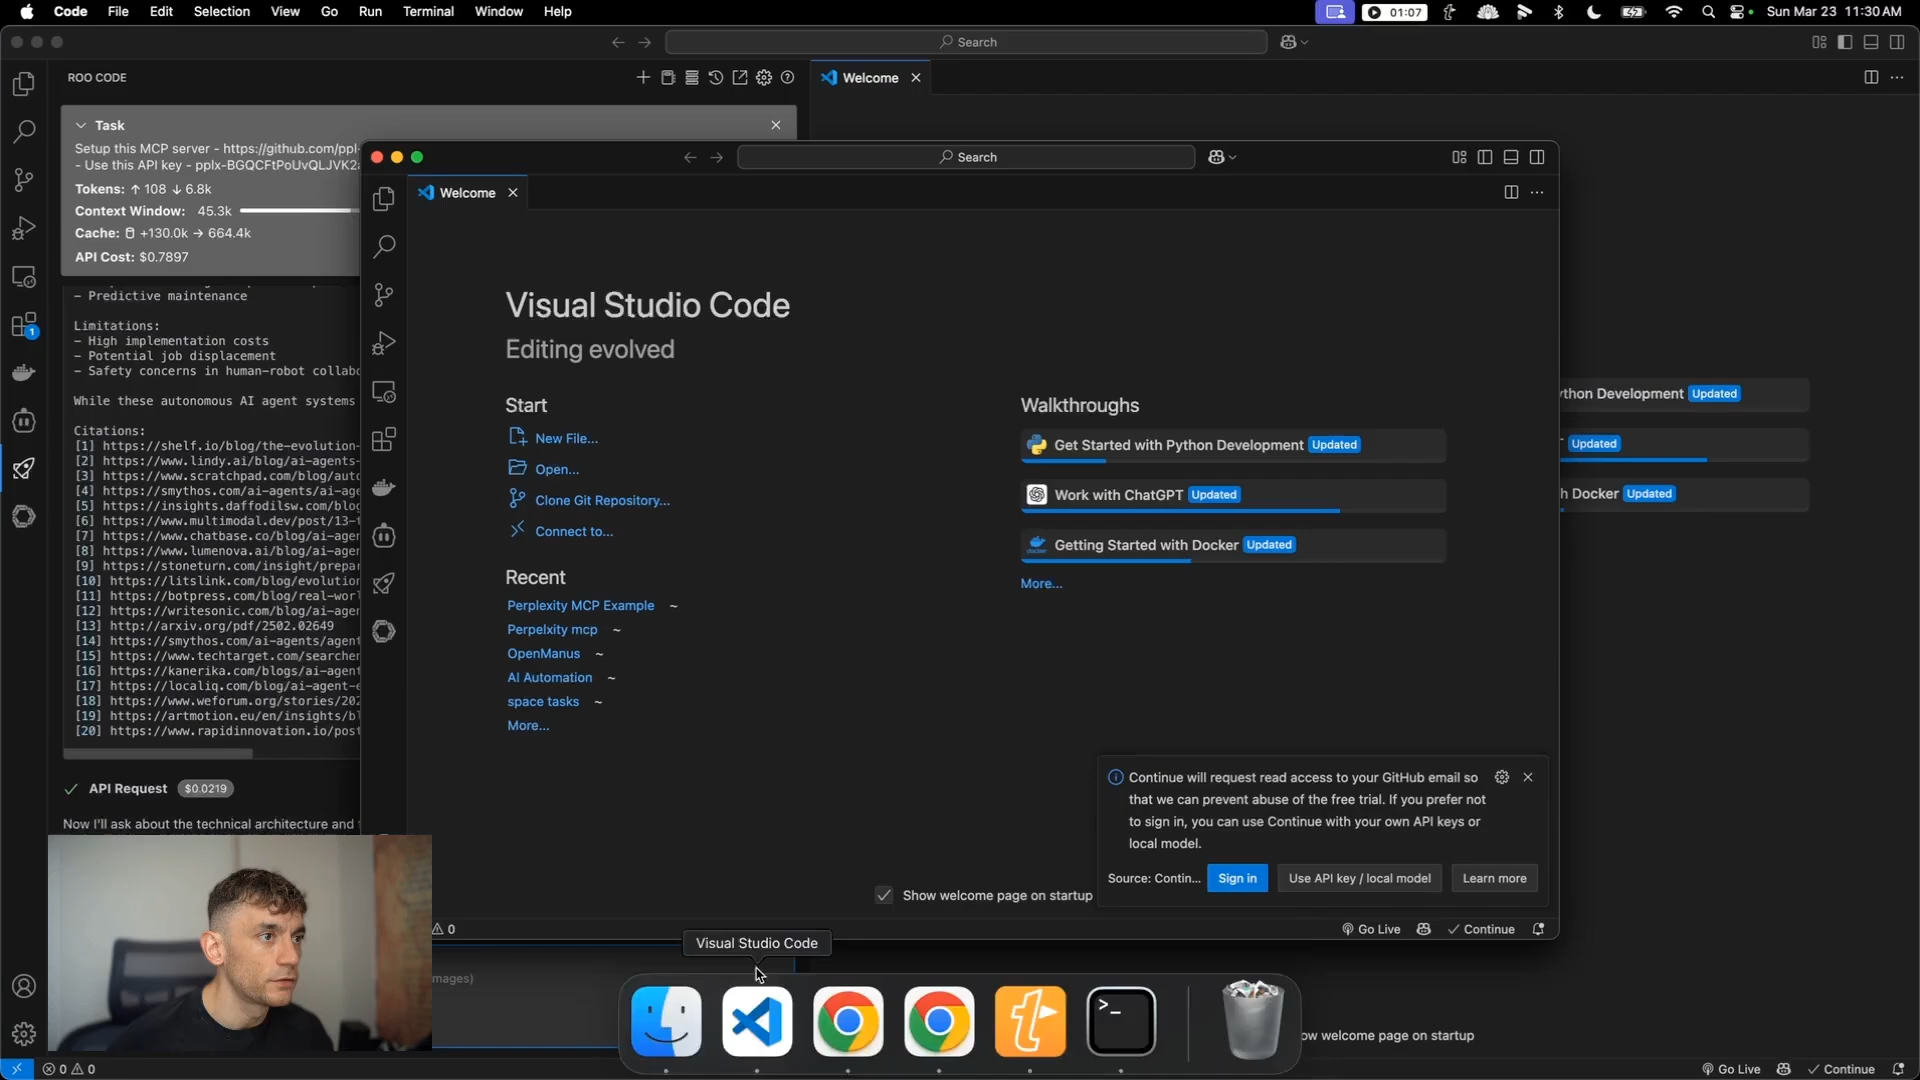 Code File Edit Selection View Go Run Terminal Window Help
01:07
Sun Mar 23 11:30 AM
Search
ROO CODE
Welcome
Task
Setup this MCP server - https://github.com/ppl-
- Use this API key -
Tokens: ↑ 108 ↓ 6.8k
Context Window: 45.3k
Cache: +130.0k → 664.4k
API Cost: $0.7897
- Predictive maintenance
Limitations:
- High implementation costs
- Potential job displacement
- Safety concerns in human-robot collabo
While these autonomous AI agent systems
Citations:
[1] https://shelf.io/blog/the-evolution-
[2] https://www.lindy.ai/blog/ai-agents-
[3] https://www.scratchpad.com/blog/auto
[4] https://smythos.com/ai-agents/ai-age
[5] https://insights.daffodilsw.com/blog
[6] https://www.multimodal.dev/post/13-
[7] https://www.chatbase.co/blog/ai-agen
[8] https://www.lumenova.ai/blog/ai-agen
[9] https://stoneturn.com/insight/prepar
[10] https://litslink.com/blog/evolution
[11] https://botpress.com/blog/real-worl
[12] https://writesonic.com/blog/ai-agen
[13] http://arxiv.org/pdf/2502.02649
[14] https://smythos.com/ai-agents/agent
[15] https://www.techtarget.com/searcher
[16] https://kanerika.com/blogs/ai-agent
[17] https://localiq.com/blog/ai-agent-e
[18] https://www.weforum.org/stories/202
[19] https://artmotion.eu/en/insights/bl
[20] https://www.rapidinnovation.io/post
API Request $0.0219
Now I'll ask about the technical architecture and
Search
Welcome
Visual Studio Code
Editing evolved
Start
New File...
Open...
Clone Git Repository...
Connect to...
Recent
Perplexity MCP Example ~
Perpelxity mcp ~
OpenManus ~
AI Automation ~
space tasks ~
More...
Walkthroughs
Get Started with Python Development Updated
Work with ChatGPT Updated
Getting Started with Docker Updated
More...
ython Development Updated
Updated
h Docker Updated
Continue will request read access to your GitHub email so
that we can prevent abuse of the free trial. If you prefer not
to sign in, you can use Continue with your own API keys or
local model.
Source: Contin... Sign in Use API key / local model Learn more
Show welcome page on startup
0
Go Live Continue
Visual Studio Code
mages)
ow welcome page on startup
1
0 0
Go Live Continue